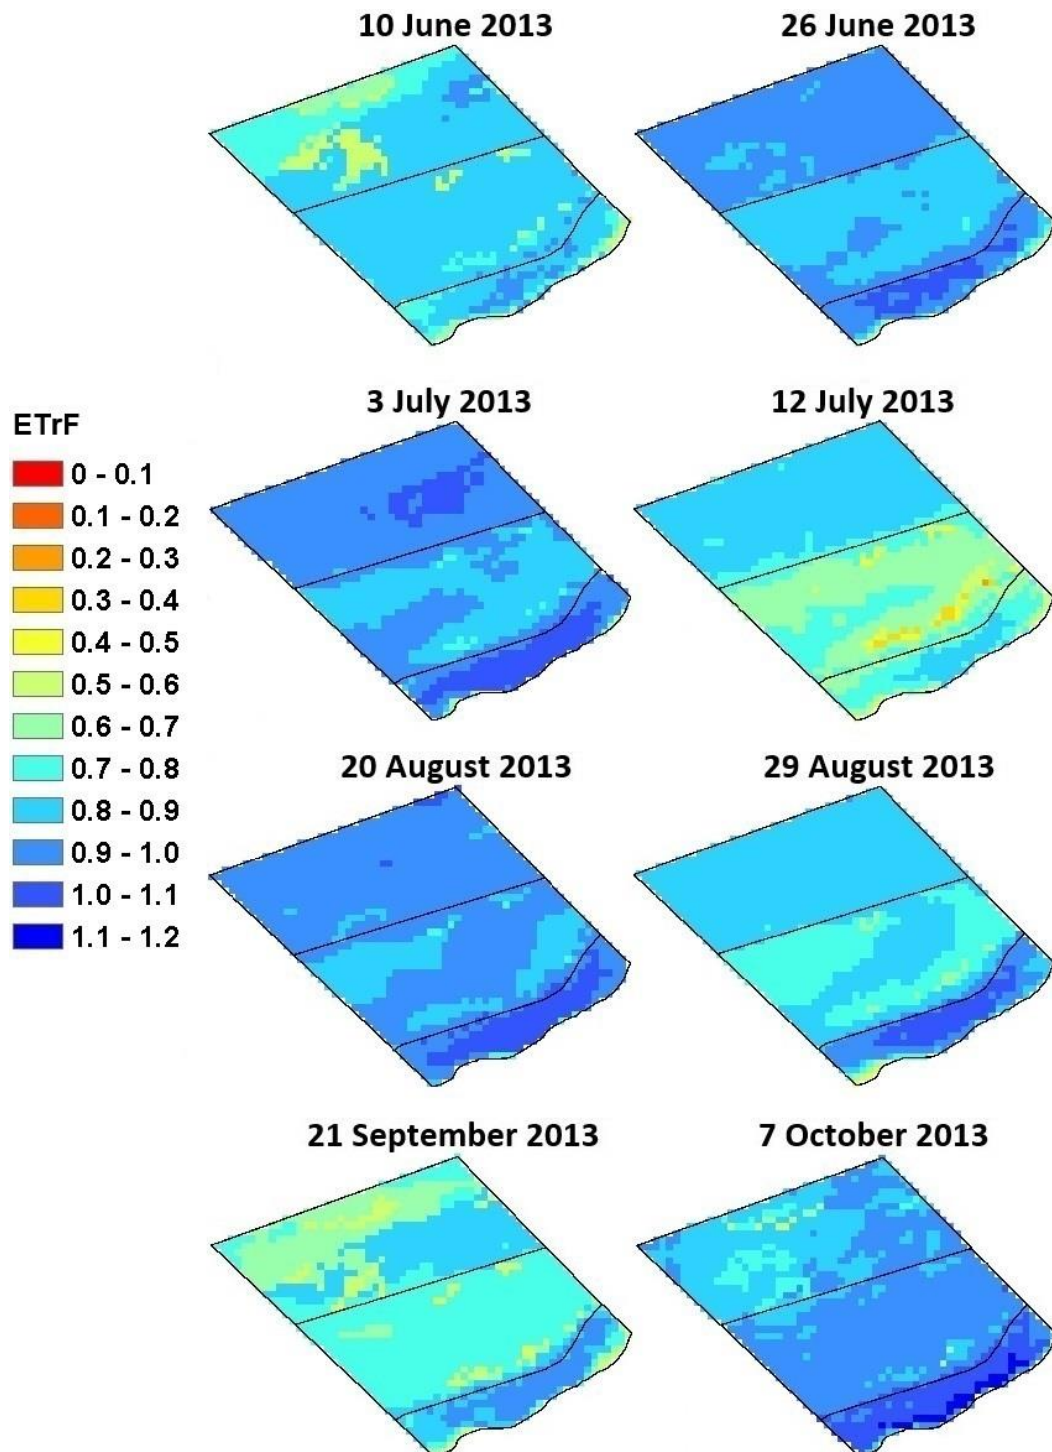 10 June 2013
26 June 2013
3 July 2013
12 July 2013
ETrF
0 - 0.1
0.1 - 0.2
0.2 - 0.3
0.3 - 0.4
0.4 - 0.5
0.5 - 0.6
0.6 - 0.7
0.7 - 0.8
0.8 - 0.9
0.9 - 1.0
1.0 - 1.1
1.1 - 1.2
20 August 2013
29 August 2013
21 September 2013
7 October 2013